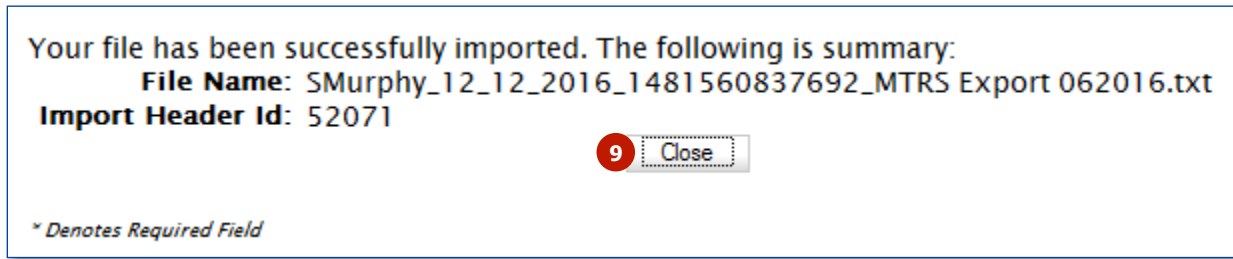 Your file has been successfully imported. The following is summary:
File Name: SMurphy_12_12_2016_1481560837692_MTRS Export 062016.txt
Import Header Id: 52071
9 Close
* Denotes Required Field